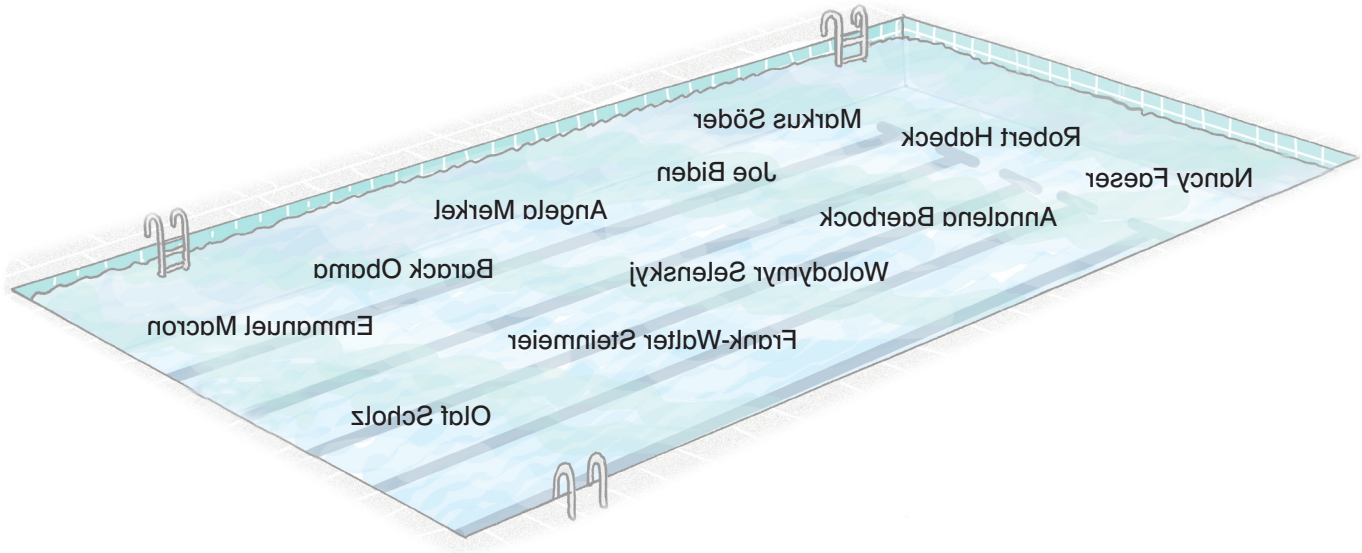 Markus Söder
Robert Habeck
Joe Biden
Nancy Faeser
Angela Merkel
Annalena Baerbock
Barack Obama
Wolodymyr Selenskyj
Emmanuel Macron
Frank-Walter Steinmeier
Olaf Scholz